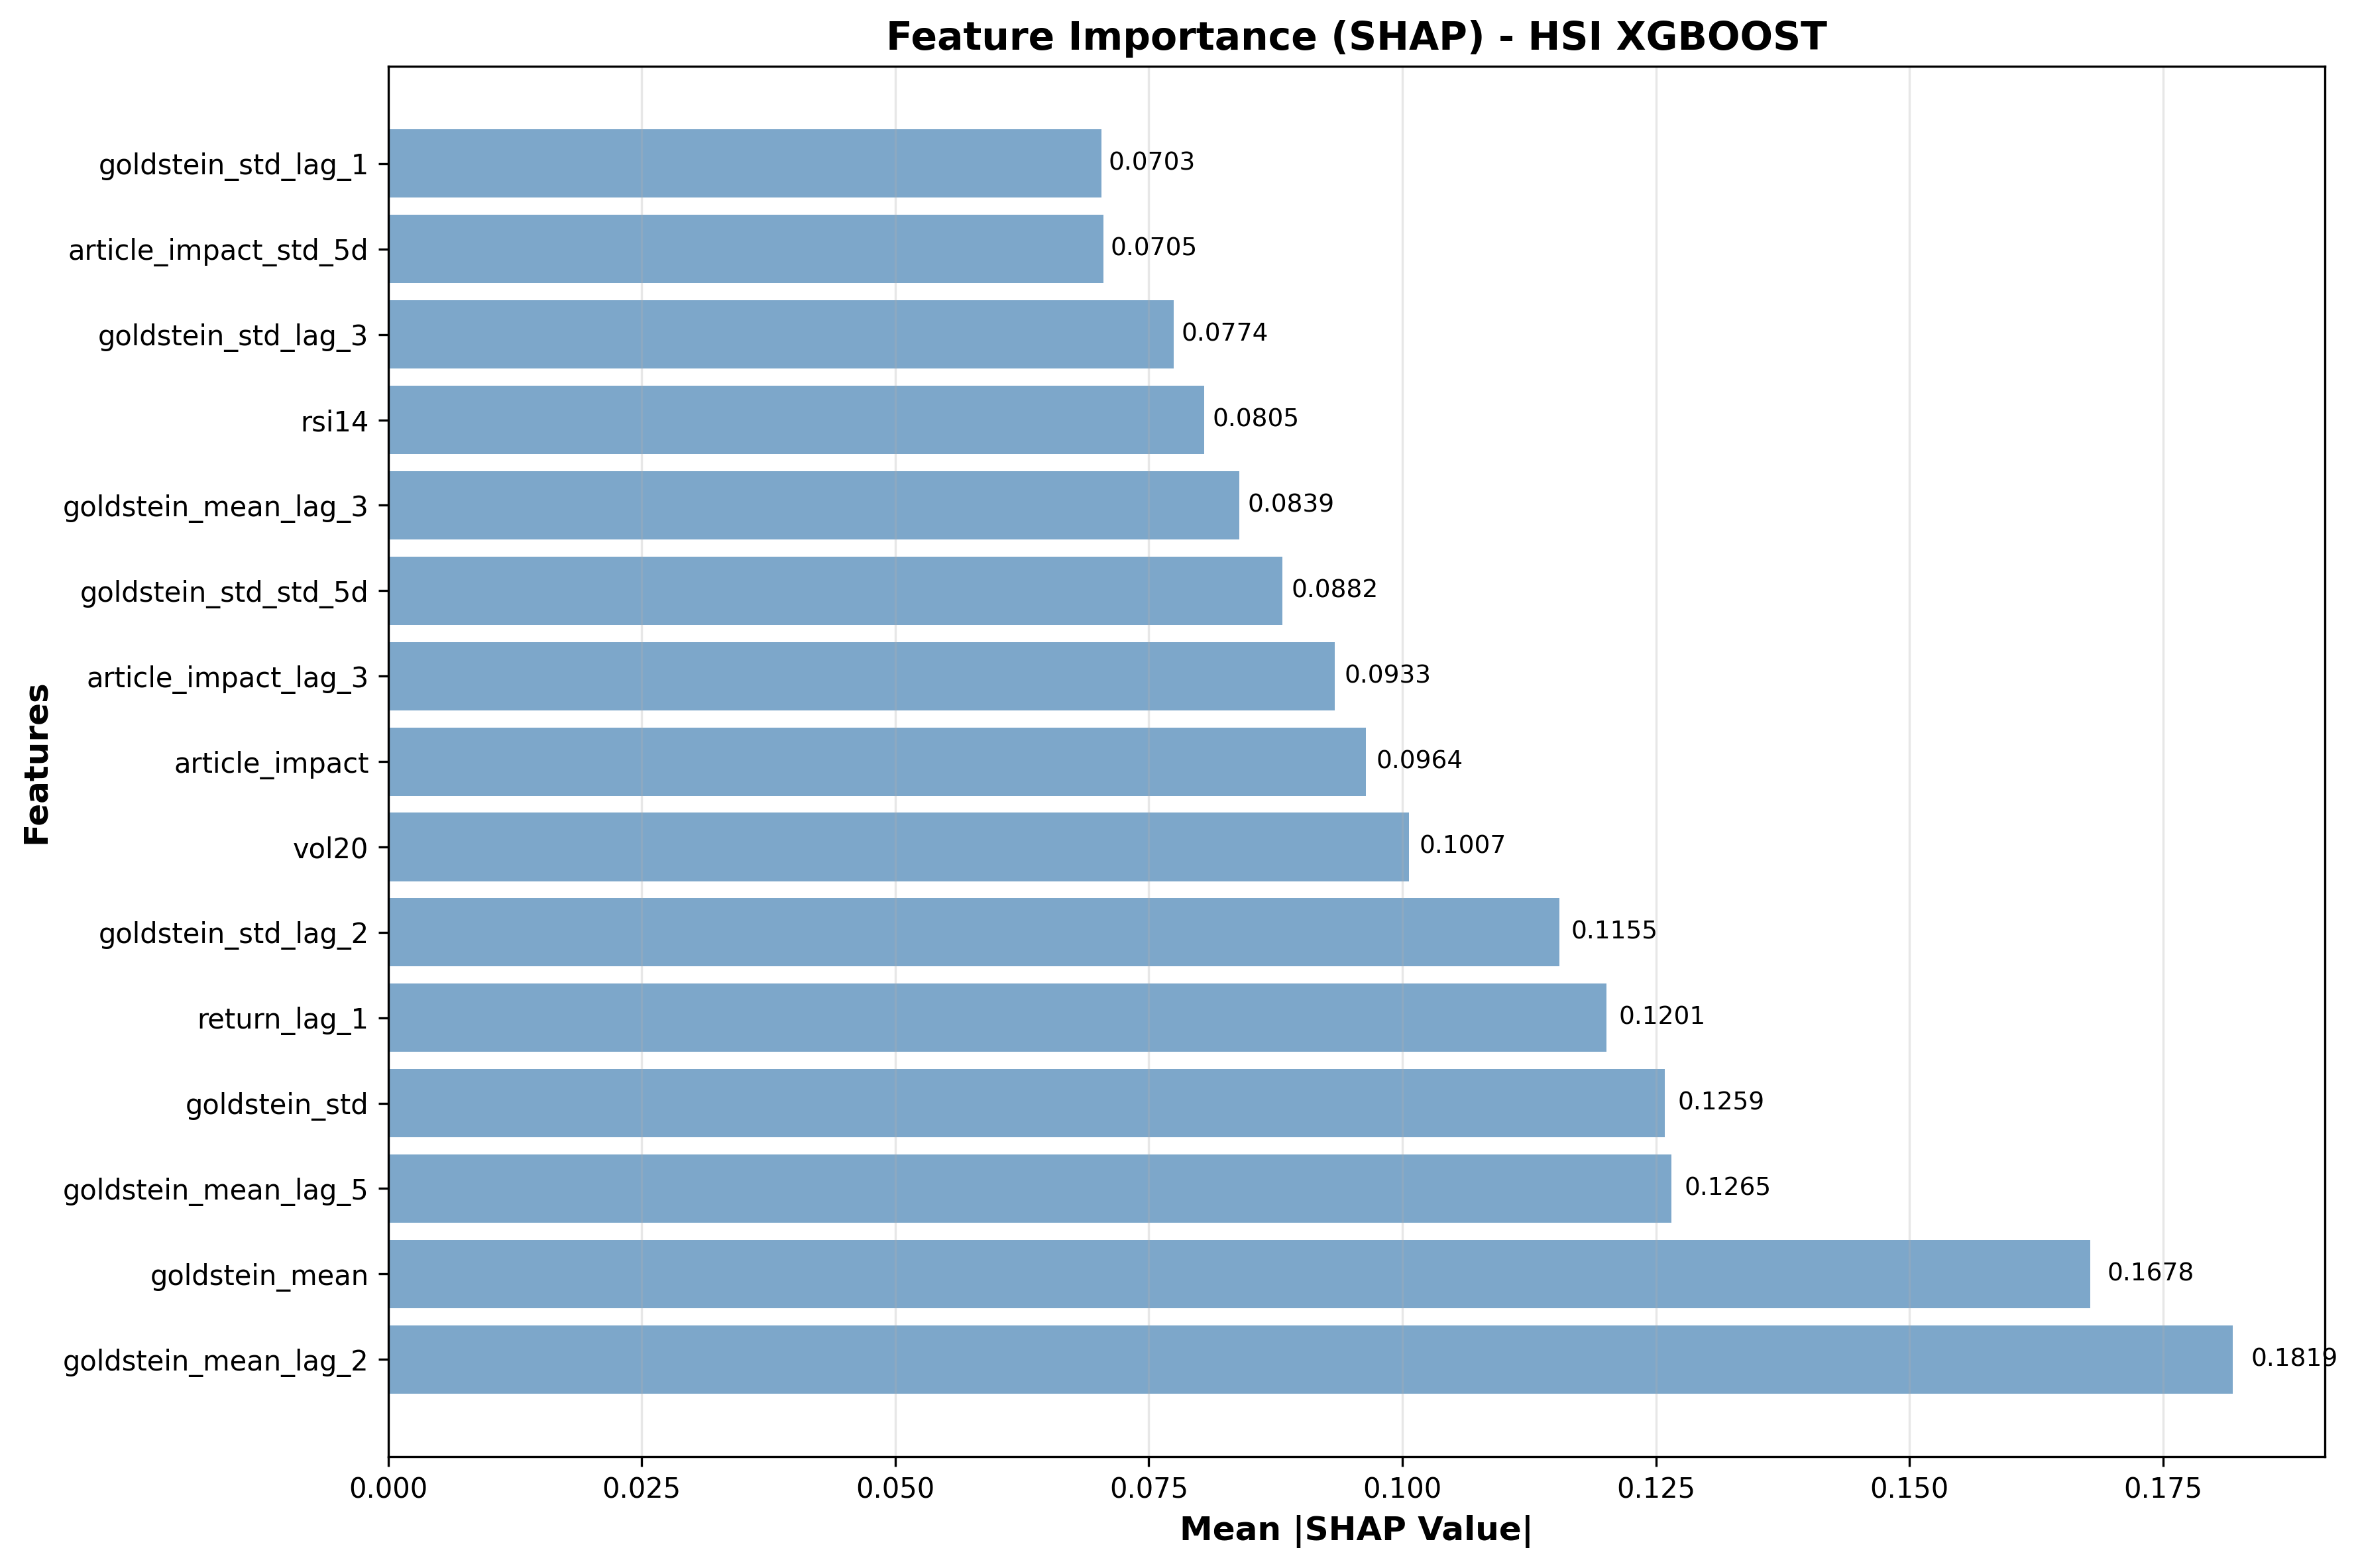 Feature Importance (SHAP) - HSI XGBOOST
Features
goldstein_std_lag_1 0.0703
article_impact_std_5d 0.0705
goldstein_std_lag_3 0.0774
rsi14 0.0805
goldstein_mean_lag_3 0.0839
goldstein_std_std_5d 0.0882
article_impact_lag_3 0.0933
article_impact 0.0964
vol20 0.1007
goldstein_std_lag_2 0.1155
return_lag_1 0.1201
goldstein_std 0.1259
goldstein_mean_lag_5 0.1265
goldstein_mean 0.1678
goldstein_mean_lag_2 0.1819
0.000 0.025 0.050 0.075 0.100 0.125 0.150 0.175
Mean |SHAP Value|